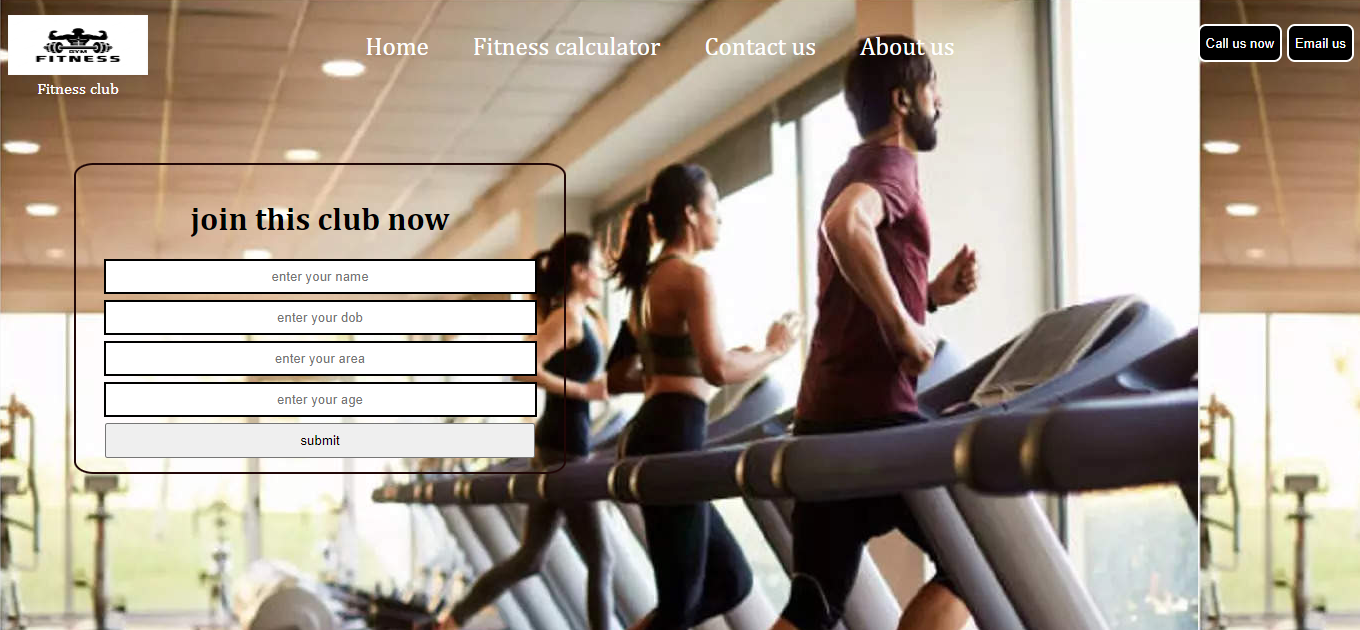 GYM
FITNESS
Fitness club
Home
Fitness calculator
Contact us
About us
Call us now
Email us
join this club now
enter your name
enter your dob
enter your area
enter your age
submit